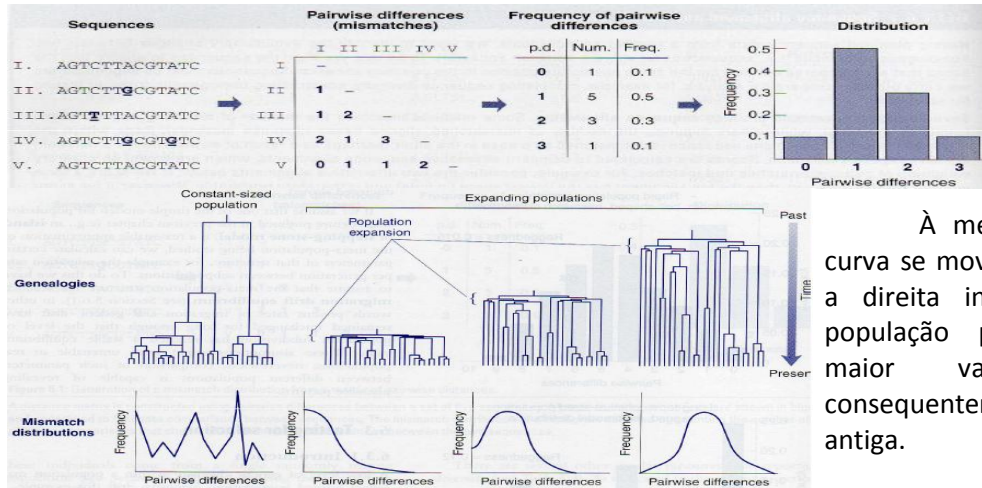 Sequences
Pairwise differences
(mismatches)
Frequency of pairwise
differences
Distribution
I II III IV V
p.d. Num. Freq.
I. AGTCTTACGTATC
II. AGTCTTGCGTATC
III. AGTTTTACGTATC
IV. AGTCTTGCGTGTC
V. AGTCTTACGTATC
I –
II 1 –
III 1 2 –
IV 2 1 3 –
V 0 1 1 2 –
0 1 0.1
1 5 0.5
2 3 0.3
3 1 0.1
Frequency
0.5
0.4
0.3
0.2
0.1
0 1 2 3
Pairwise differences
Constant-sized
population
Expanding populations
Population
expansion
Past
Time
Present
Genealogies
Mismatch
distributions
Frequency
Pairwise differences
Frequency
Pairwise differences
Frequency
Pairwise differences
Frequency
Pairwise differences
À me
curva se mov
a direita in
população p
maior va
consequenter
antiga.